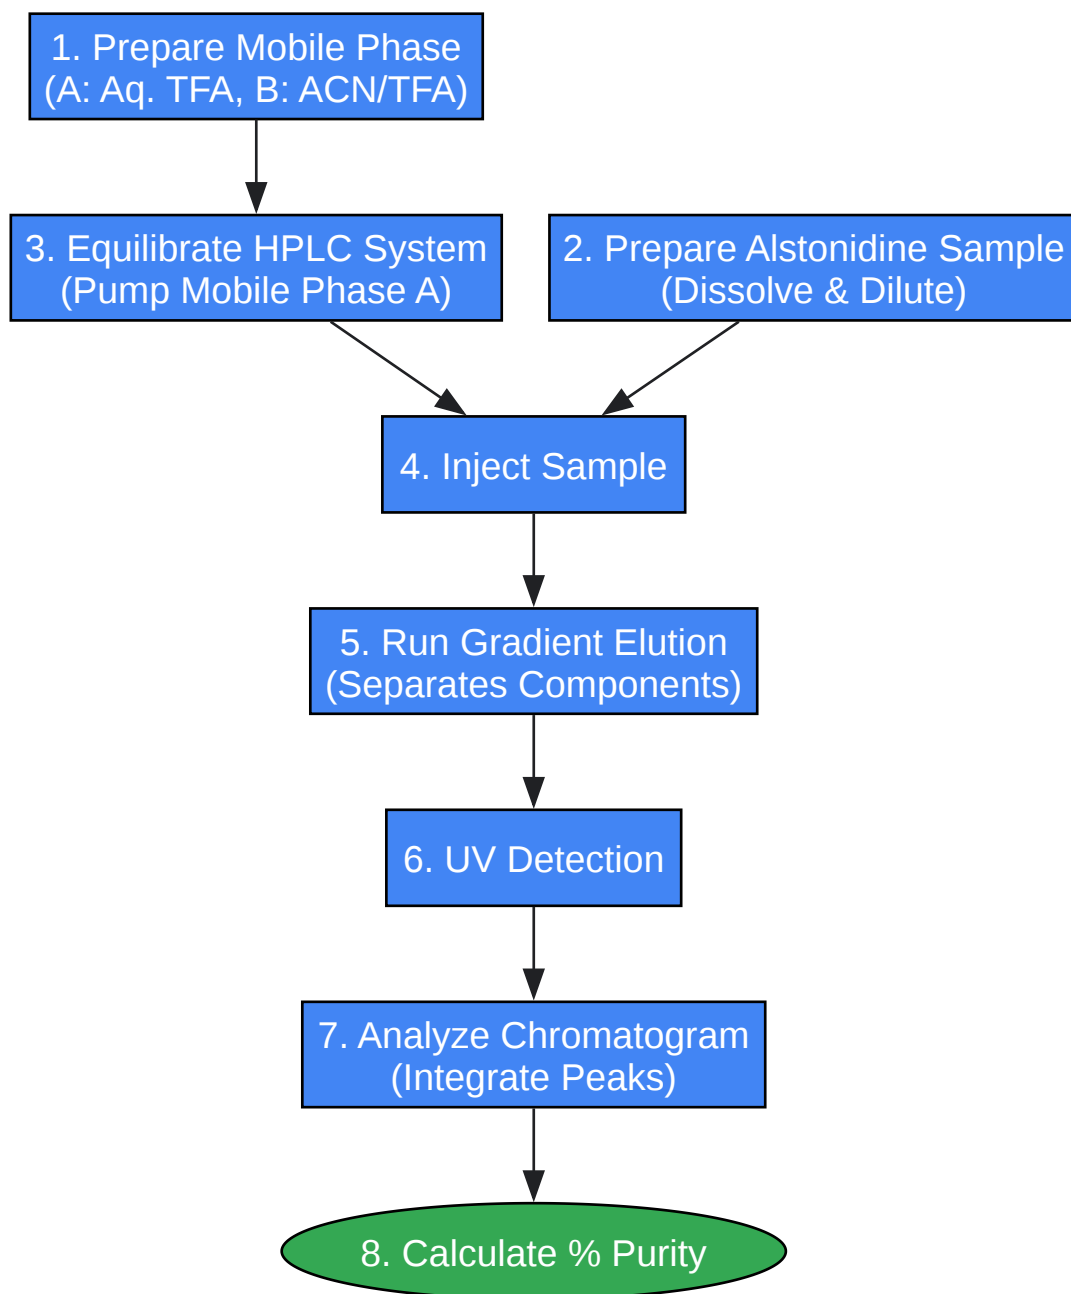 1. Prepare Mobile Phase
(A: Aq. TFA, B: ACN/TFA)
3. Equilibrate HPLC System
(Pump Mobile Phase A)
2. Prepare Alstonidine Sample
(Dissolve & Dilute)
4. Inject Sample
5. Run Gradient Elution
(Separates Components)
6. UV Detection
7. Analyze Chromatogram
(Integrate Peaks)
8. Calculate % Purity